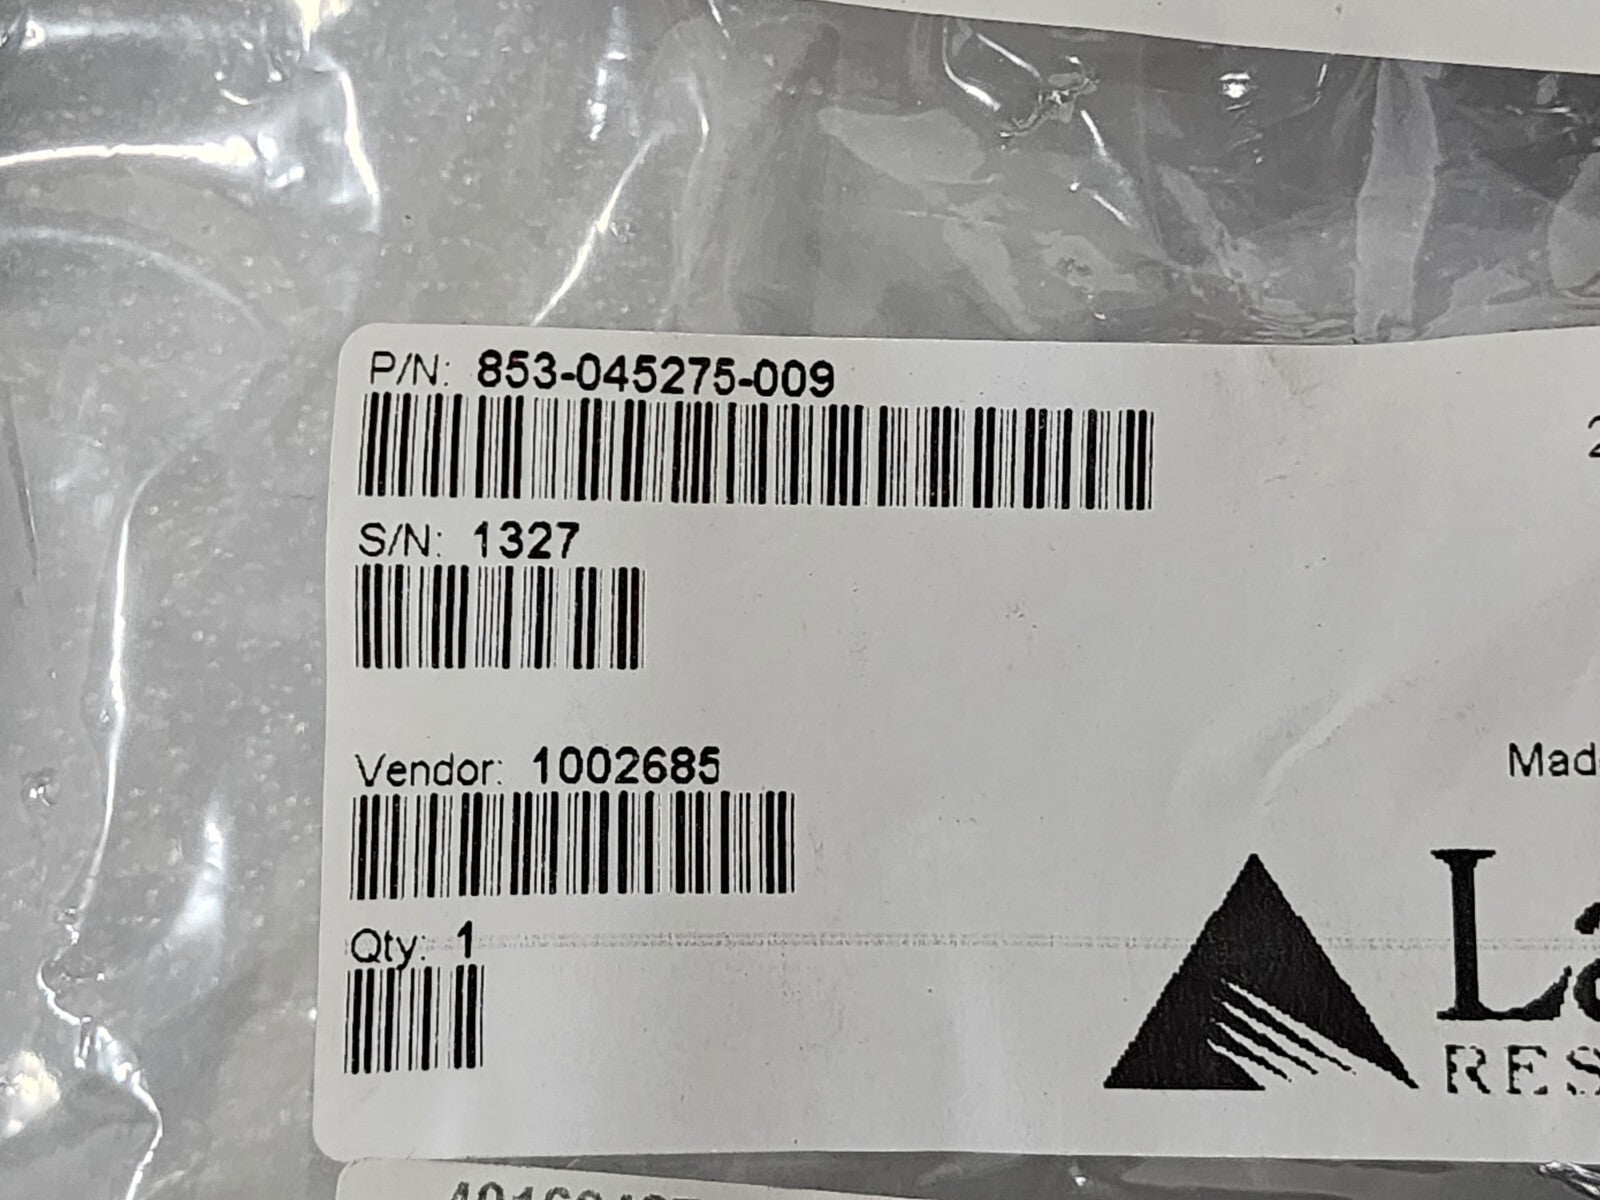 P/N: 853-045275-009
S/N: 1327
Vendor: 1002685
Qty: 1